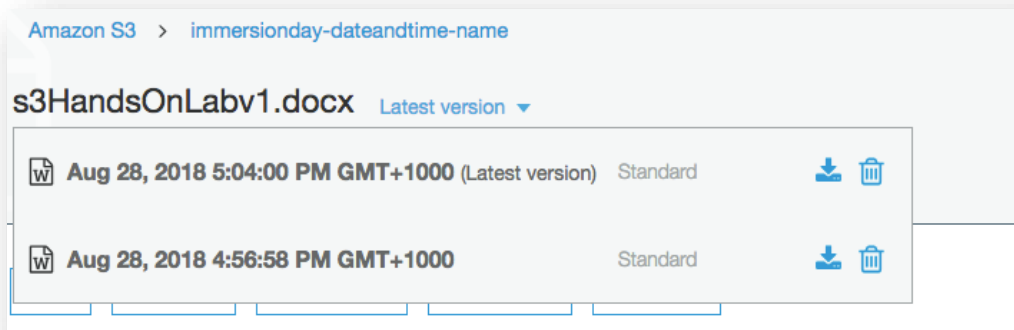 Amazon S3 > immersionday-dateandtime-name
s3HandsOnLabv1.docx Latest version
Aug 28, 2018 5:04:00 PM GMT+1000 (Latest version) Standard
Aug 28, 2018 4:56:58 PM GMT+1000 Standard